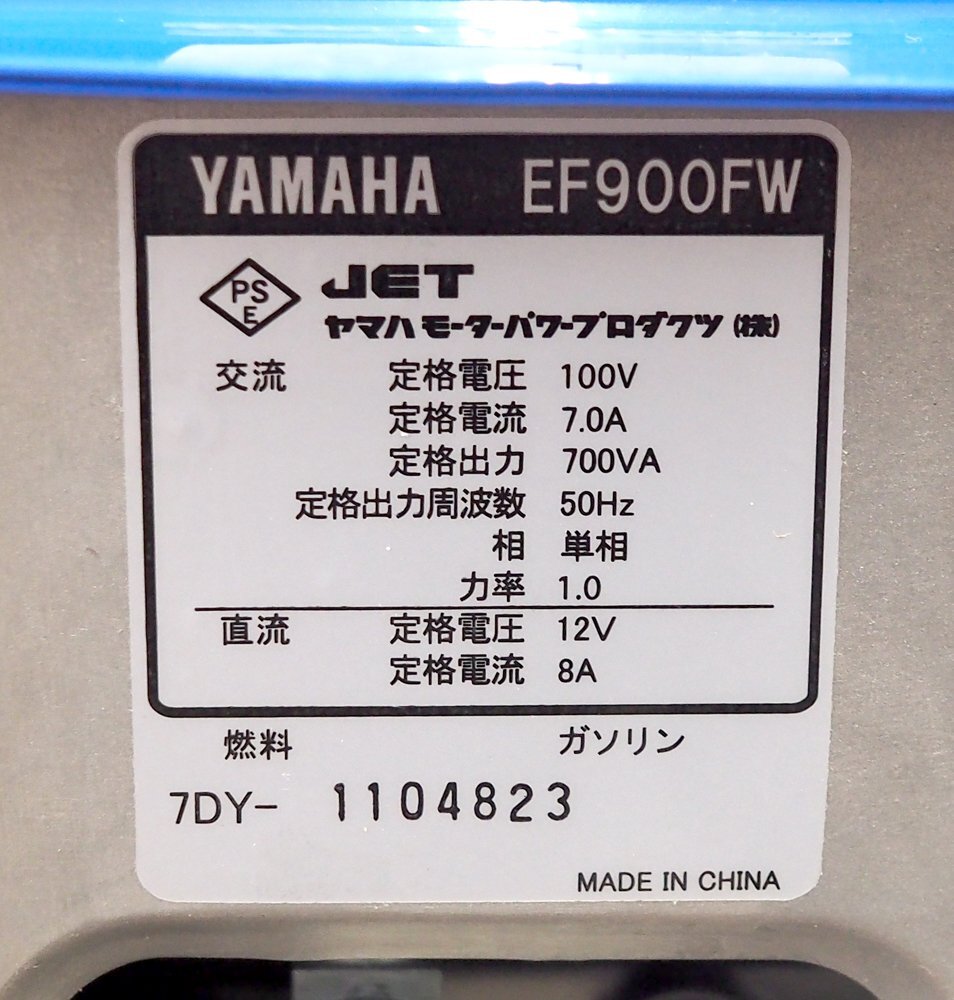 YAMAHA EF900FW
PS
E
JET
ヤマハモーターパワープロダクツ(株)
交流 定格電圧 100V
定格電流 7.0A
定格出力 700VA
定格出力周波数 50Hz
相 単相
力率 1.0
直流 定格電圧 12V
定格電流 8A
燃料 ガソリン
7DY- 1104823
MADE IN CHINA